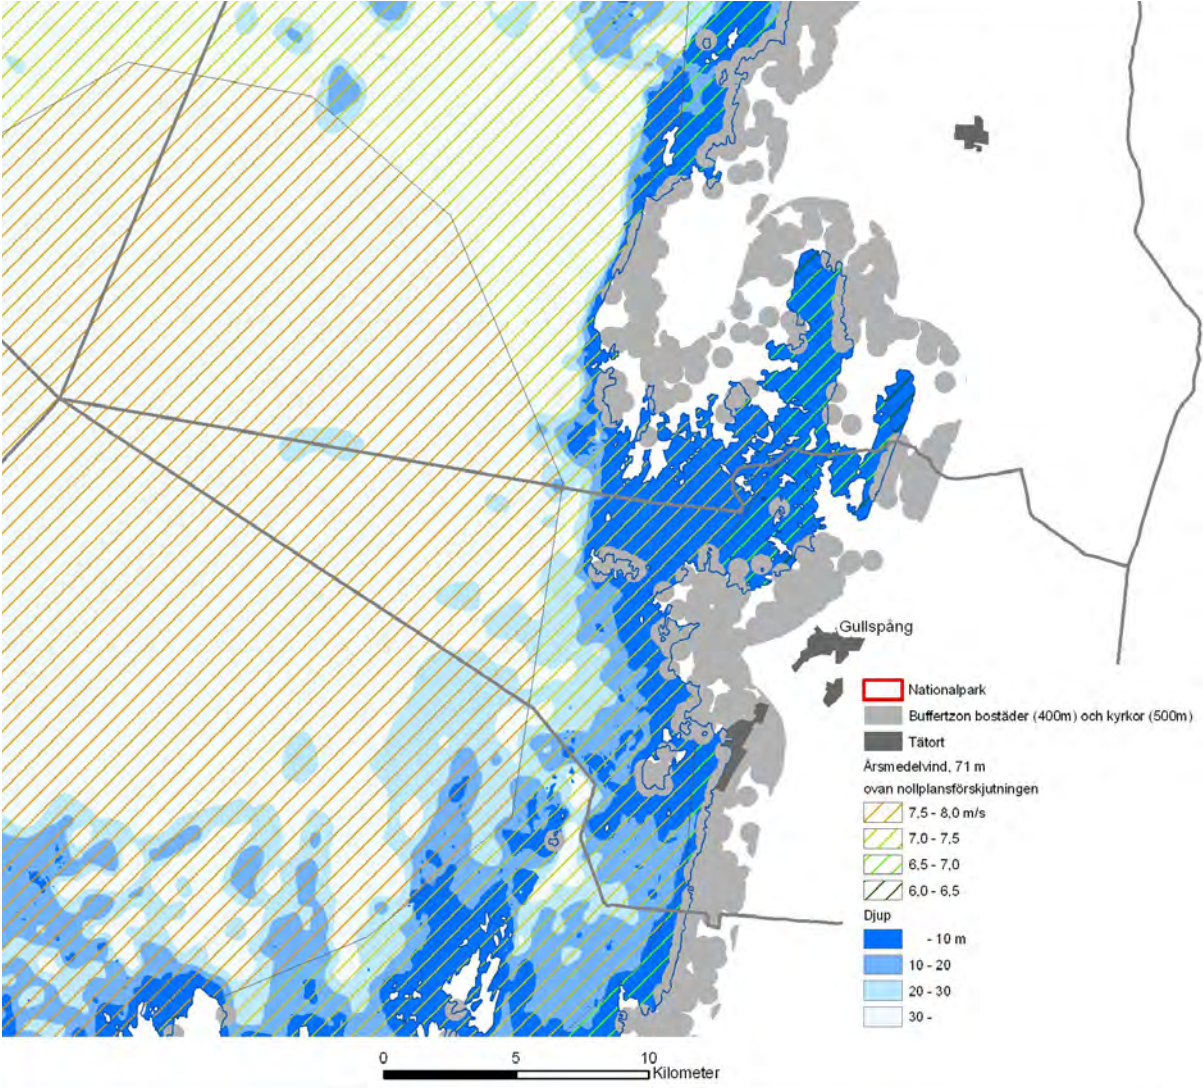 Gullspång
Nationalpark
Buffertzon bostäder (400m) och kyrkor (500m)
Tätort
Årsmedelvind, 71 m
ovan nollplansförskjutningen
7,5 - 8,0 m/s
7,0 - 7,5
6,5 - 7,0
6,0 - 6,5
Djup
- 10 m
10 - 20
20 - 30
30 -
0 5 10
Kilometer